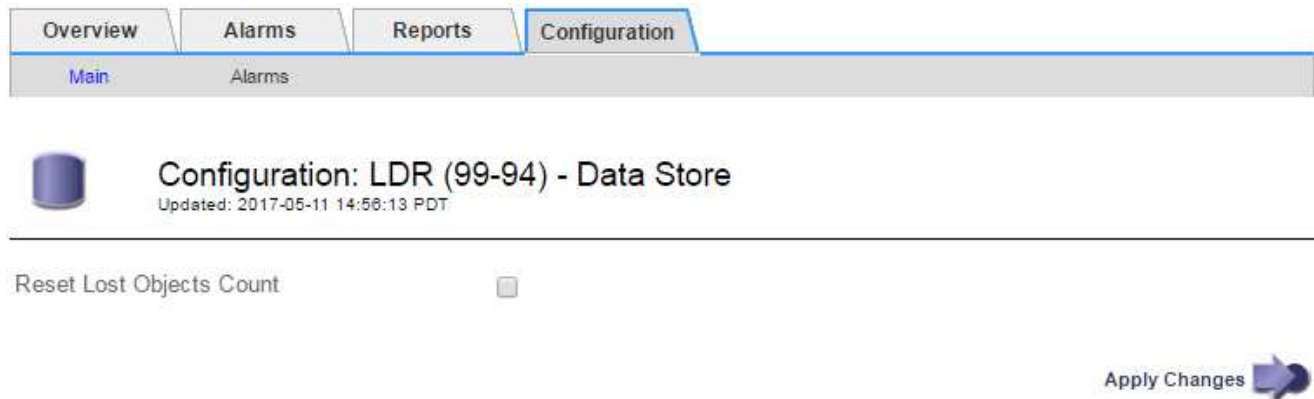 Overview Alarms Reports Configuration
Main Alarms
Configuration: LDR (99-94) - Data Store
Updated: 2017-05-11 14:56:13 PDT
Reset Lost Objects Count
Apply Changes